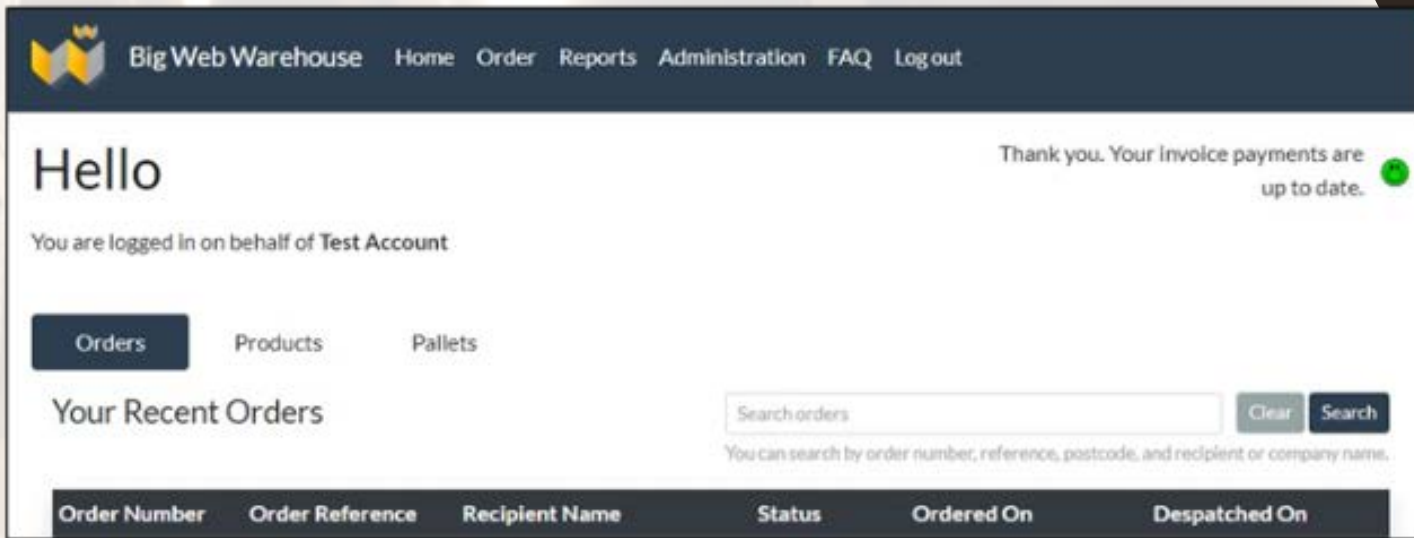 Big Web Warehouse Home Order Reports Administration FAQ Log out
Hello
Thank you. Your invoice payments are
up to date.
You are logged in on behalf of Test Account
Orders Products Pallets
Your Recent Orders
Search orders Clear Search
You can search by order number, reference, postcode, and recipient or company name.
Order Number Order Reference Recipient Name Status Ordered On Despatched On